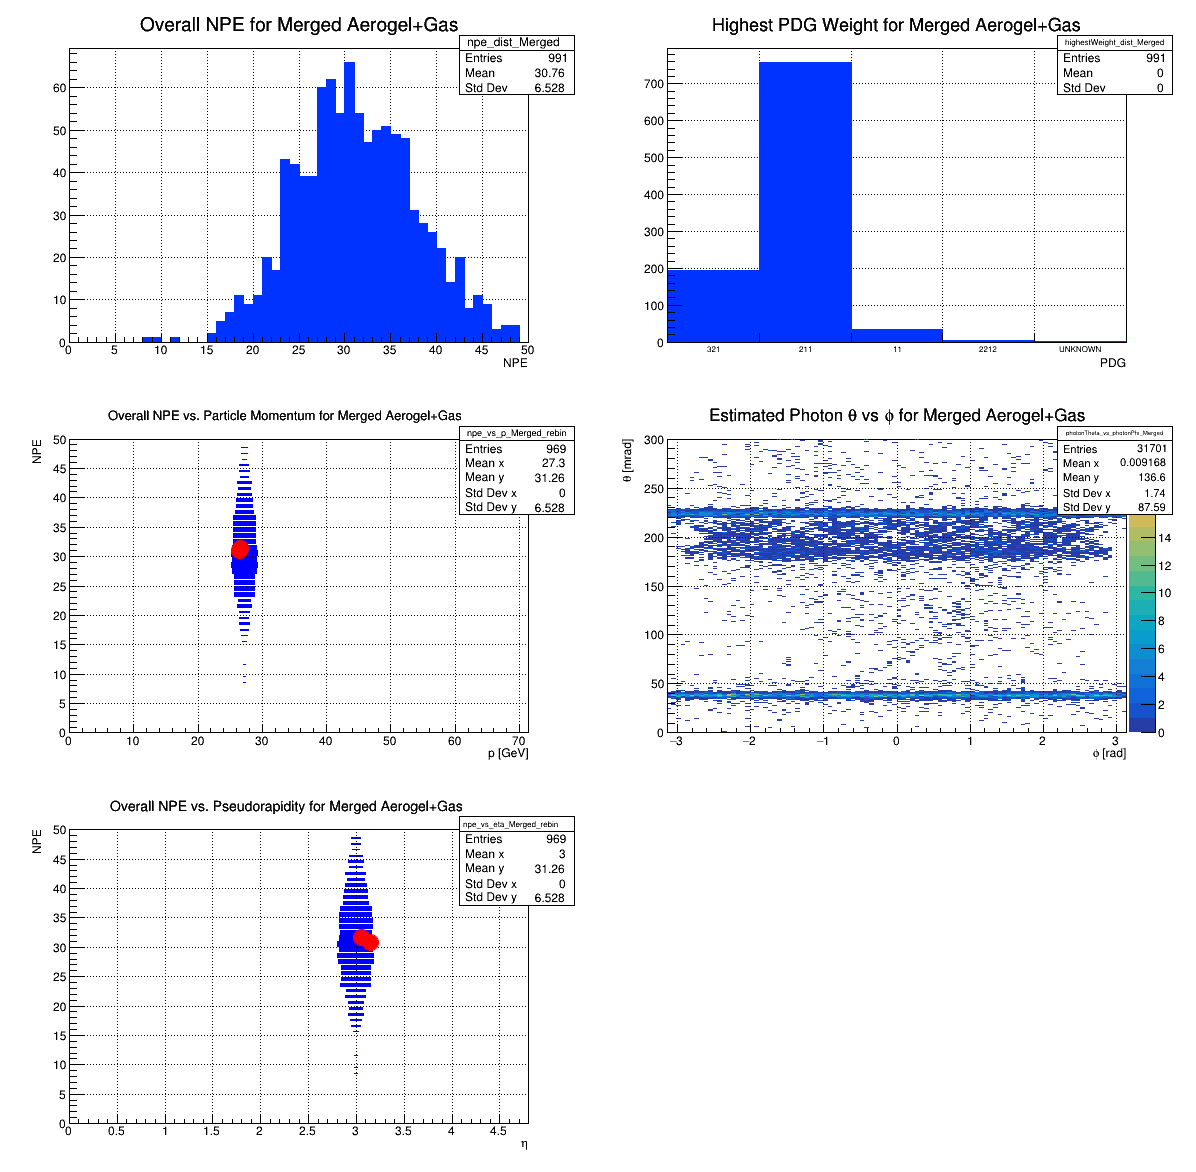 Overall NPE for Merged Aerogel+Gas
npe_dist_Merged
Entries 991
Mean 30.76
Std Dev 6.528
60
50
40
30
20
10
0
0 5 10 15 20 25 30 35 40 45 50
NPE
Highest PDG Weight for Merged Aerogel+Gas
highestWeight_dist_Merged
Entries 991
Mean 0
Std Dev 0
700
600
500
400
300
200
100
0
321 211 11 2212 UNKNOWN
PDG
Overall NPE vs. Particle Momentum for Merged Aerogel+Gas
npe_vs_p_Merged_rebin
Entries 969
Mean x 27.3
Mean y 31.26
Std Dev x 0
Std Dev y 6.528
NPE
50
45
40
35
30
25
20
15
10
5
0
0 10 20 30 40 50 60 70
p [GeV]
Estimated Photon θ vs ϕ for Merged Aerogel+Gas
photonTheta_vs_photonPhi_Merged
Entries 31701
Mean x 0.009168
Mean y 136.6
Std Dev x 1.74
Std Dev y 87.59
θ [mrad]
300
250
200
150
100
50
0
−3 −2 −1 0 1 2 3
ϕ [rad]
14
12
10
8
6
4
2
0
Overall NPE vs. Pseudorapidity for Merged Aerogel+Gas
npe_vs_eta_Merged_rebin
Entries 969
Mean x 3
Mean y 31.26
Std Dev x 0
Std Dev y 6.528
NPE
50
45
40
35
30
25
20
15
10
5
0
0 0.5 1 1.5 2 2.5 3 3.5 4 4.5
η